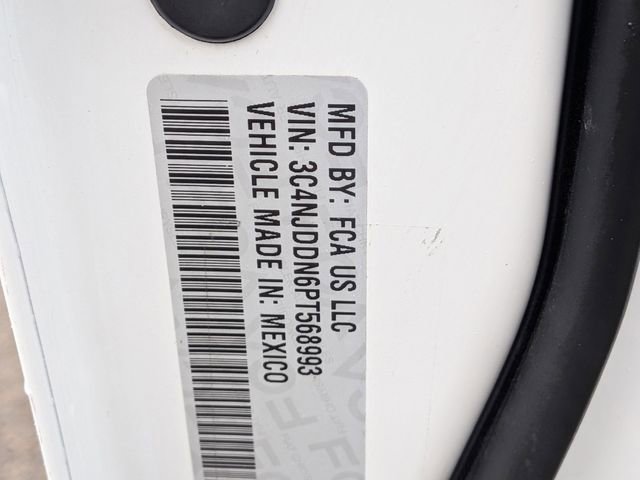 MFD BY: FCA US LLC
VIN: 3C4NJDDN6PT568993
VEHICLE MADE IN: MEXICO